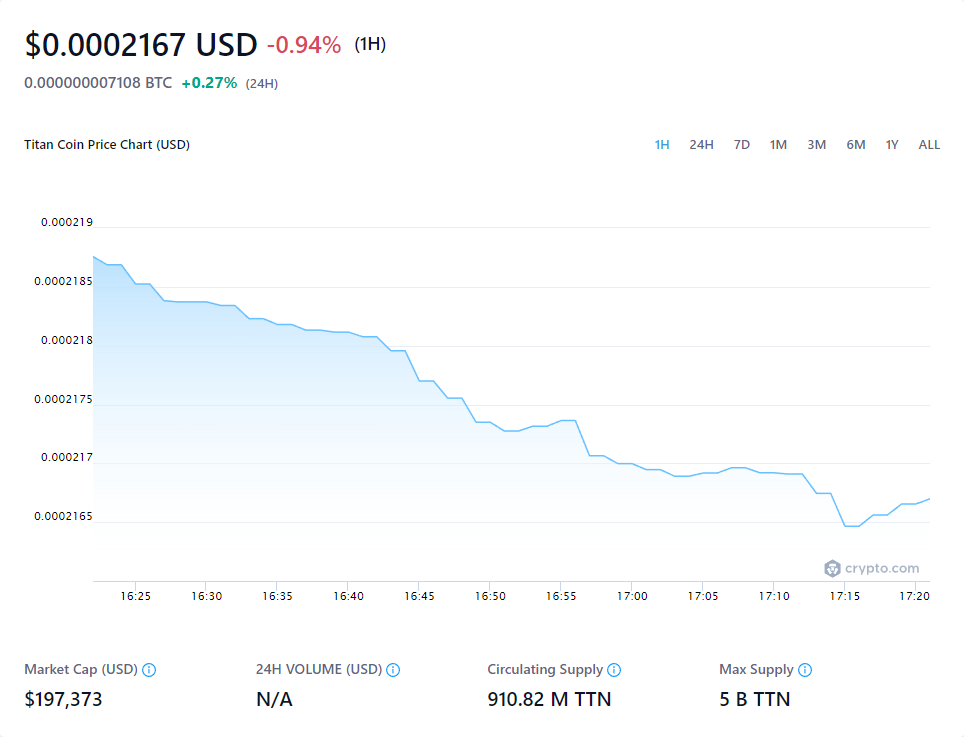 $0.0002167 USD -0.94% (1H)
0.000000007108 BTC +0.27% (24H)
Titan Coin Price Chart (USD) 1H 24H 7D 1M 3M 6M 1Y ALL
0.000219
0.0002185
0.000218
0.0002175
0.000217
0.0002165
crypto.com
16:25 16:30 16:35 16:40 16:45 16:50 16:55 17:00 17:05 17:10 17:15 17:20
Market Cap (USD) 24H VOLUME (USD) Circulating Supply Max Supply
$197,373 N/A 910.82 M TTN 5 B TTN